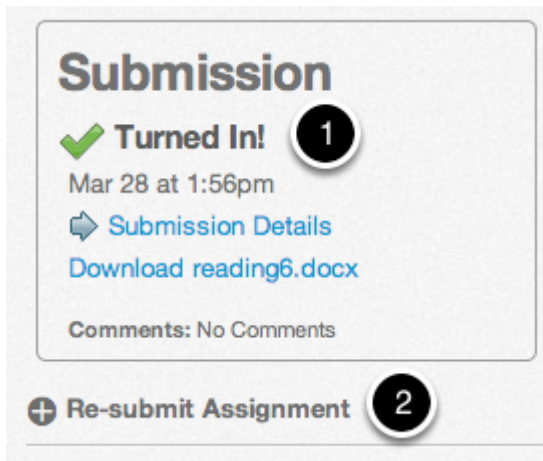 Submission
Turned In! 1
Mar 28 at 1:56pm
Submission Details
Download reading6.docx
Comments: No Comments
Re-submit Assignment 2